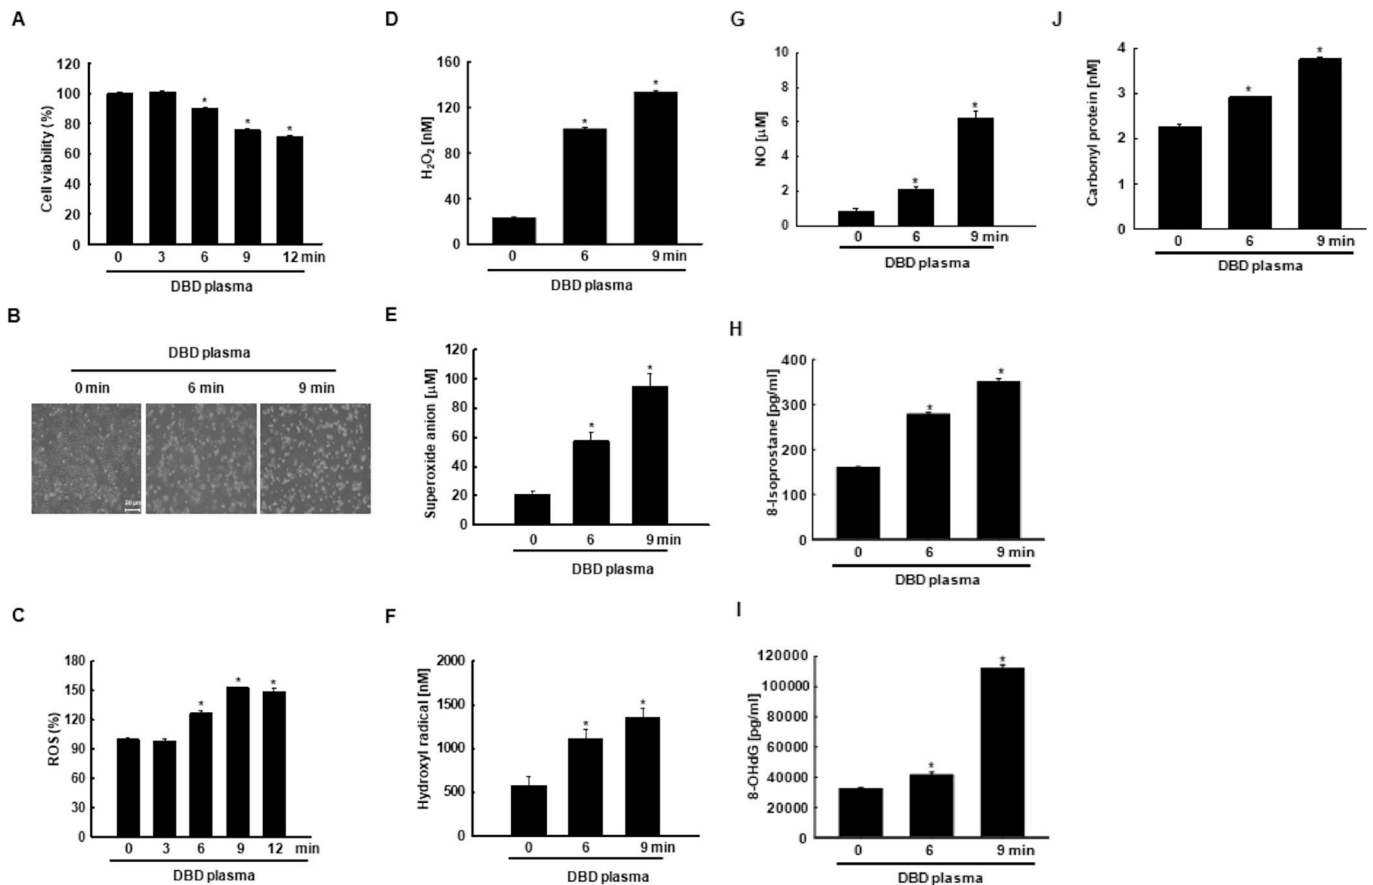 A
Cell viability (%)
120
100
80
60
40
20
0
0 3 6 9 12 min
DBD plasma
B
DBD plasma
0 min 6 min 9 min
20 µm
C
ROS (%)
180
150
120
90
60
30
0
0 3 6 9 12 min
DBD plasma
D
H2O2 [nM]
160
120
80
40
0
0 6 9 min
DBD plasma
E
Superoxide anion [µM]
120
100
80
60
40
20
0
0 6 9 min
DBD plasma
F
Hydroxyl radical [nM]
2000
1500
1000
500
0
0 6 9 min
DBD plasma
G
NO [µM]
10
8
6
4
2
0
0 6 9 min
DBD plasma
H
8-Isoprostane [pg/ml]
400
300
200
100
0
0 6 9 min
DBD plasma
I
8-OHdG [pg/ml]
120000
100000
80000
60000
40000
20000
0
0 6 9 min
DBD plasma
J
Carbonyl protein [nM]
4
3
2
1
0
0 6 9 min
DBD plasma